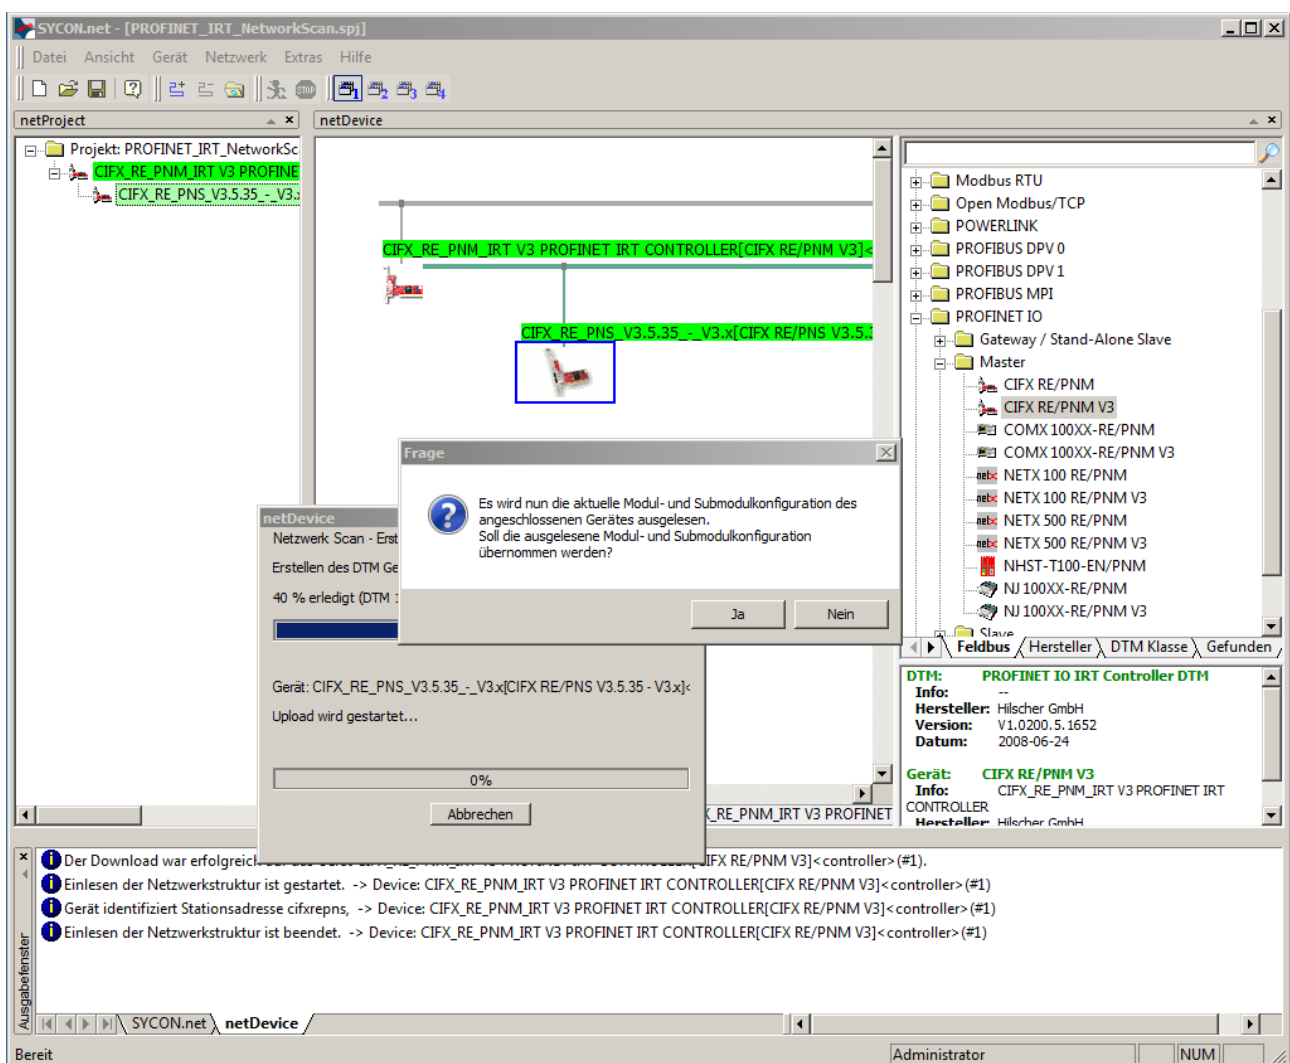 SYCON.net - [PROFINET_IRT_NetworkScan.spj]
Datei Ansicht Gerät Netzwerk Extras Hilfe
netProject
netDevice
Projekt: PROFINET_IRT_NetworkSc
CIFX_RE_PNM_IRT V3 PROFINE
CIFX_RE_PNS_V3.5.35_-_V3.
CIFX_RE_PNM_IRT V3 PROFINET IRT CONTROLLER[CIFX RE/PNM V3]<
CIFX_RE_PNS_V3.5.35_-_V3.x[CIFX RE/PNS V3.5.3
Modbus RTU
Open Modbus/TCP
POWERLINK
PROFIBUS DPV0
PROFIBUS DPV1
PROFIBUS MPI
PROFINET IO
Gateway / Stand-Alone Slave
Master
CIFX RE/PNM
CIFX RE/PNM V3
COMX 100XX-RE/PNM
COMX 100XX-RE/PNM V3
NETX 100 RE/PNM
NETX 100 RE/PNM V3
NETX 500 RE/PNM
NETX 500 RE/PNM V3
NHST-T100-EN/PNM
NJ 100XX-RE/PNM
NJ 100XX-RE/PNM V3
Slave
Feldbus Hersteller DTM Klasse Gefunden
Frage
Es wird nun die aktuelle Modul- und Submodulkonfiguration des
angeschlossenen Gerätes ausgelesen.
Soll die ausgelesene Modul- und Submodulkonfiguration
übernommen werden?
Ja Nein
netDevice
Netzwerk Scan - Erst
Erstellen des DTM Ge
40 % erledigt (DTM
Gerät: CIFX_RE_PNS_V3.5.35_-_V3.x[CIFX RE/PNS V3.5.35 - V3.x]<
Upload wird gestartet...
0%
Abbrechen
_RE_PNM_IRT V3 PROFINET
DTM: PROFINET IO IRT Controller DTM
Info: --
Hersteller: Hilscher GmbH
Version: V1.0200.5.1652
Datum: 2008-06-24
Gerät: CIFX RE/PNM V3
Info: CIFX_RE_PNM_IRT V3 PROFINET IRT
CONTROLLER
Hersteller: Hilscher GmbH
Der Download war erfolgreich auf das Gerät CIFX_RE_PNM_IRT V3 PROFINET IRT CONTROLLER[CIFX RE/PNM V3]<controller>(#1).
Einlesen der Netzwerkstruktur ist gestartet. -> Device: CIFX_RE_PNM_IRT V3 PROFINET IRT CONTROLLER[CIFX RE/PNM V3]<controller>(#1)
Gerät identifiziert Stationsadresse cifxrepns, -> Device: CIFX_RE_PNM_IRT V3 PROFINET IRT CONTROLLER[CIFX RE/PNM V3]<controller>(#1)
Einlesen der Netzwerkstruktur ist beendet. -> Device: CIFX_RE_PNM_IRT V3 PROFINET IRT CONTROLLER[CIFX RE/PNM V3]<controller>(#1)
Ausgabefenster
SYCON.net netDevice
Bereit
Administrator
NUM